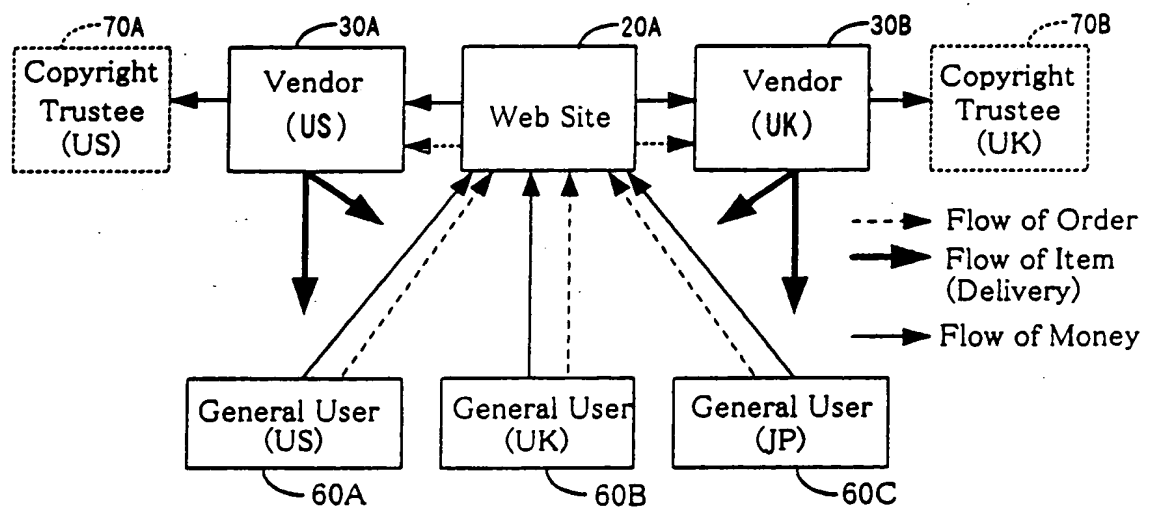 70A
30A
20A
30B
70B
Copyright
Trustee
(US)
Vendor
(US)
Web Site
Vendor
(UK)
Copyright
Trustee
(UK)
Flow of Order
Flow of Item
(Delivery)
Flow of Money
General User
(US)
General User
(UK)
General User
(JP)
60A
60B
60C